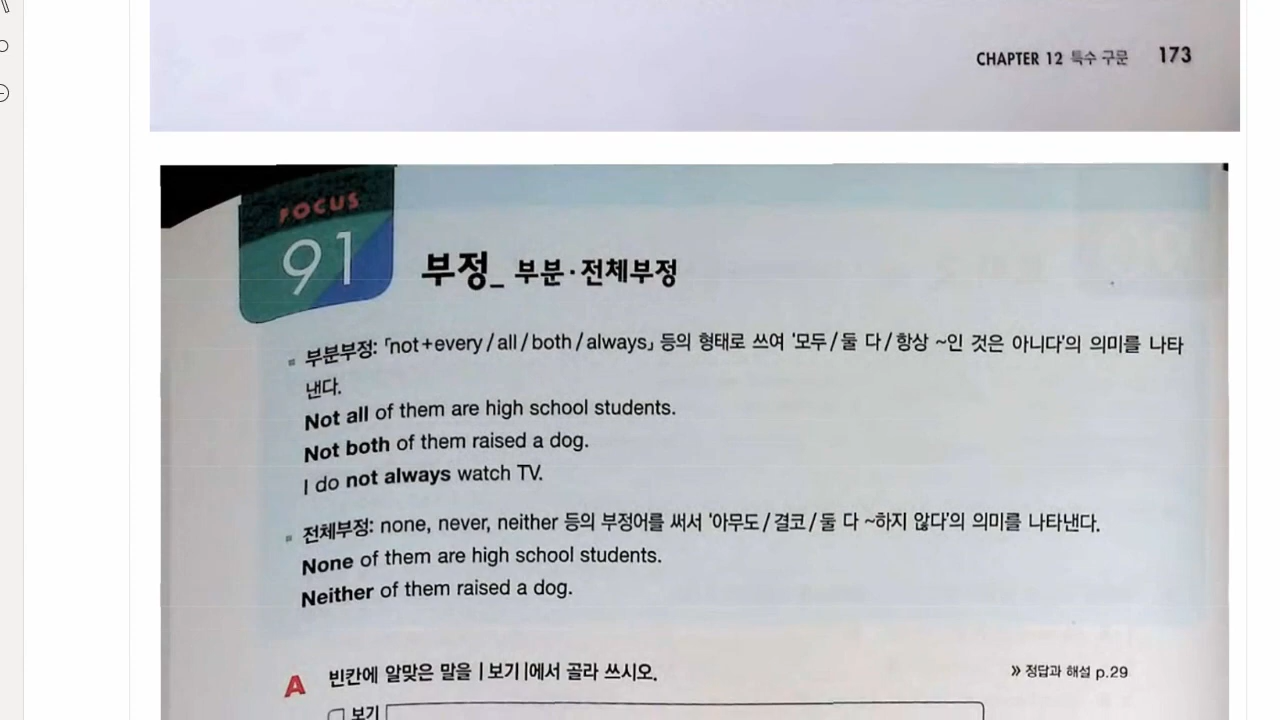 CHAPTER 12 특수 구문 173
FOCUS
91
부정_ 부분·전체부정
부분부정: 「not+every/all/both/always」 등의 형태로 쓰여 '모두/둘 다/항상 ~인 것은 아니다'의 의미를 나타
낸다.
Not all of them are high school students.
Not both of them raised a dog.
I do not always watch TV.
전체부정: none, never, neither 등의 부정어를 써서 '아무도/결코/둘 다 ~하지 않다'의 의미를 나타낸다.
None of them are high school students.
Neither of them raised a dog.
A 빈칸에 알맞은 말을 |보기|에서 골라 쓰시오.
» 정답과 해설 p.29
보기